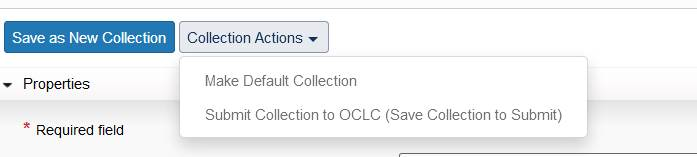 Save as New Collection Collection Actions
Make Default Collection
Properties
Submit Collection to OCLC (Save Collection to Submit)
* Required field